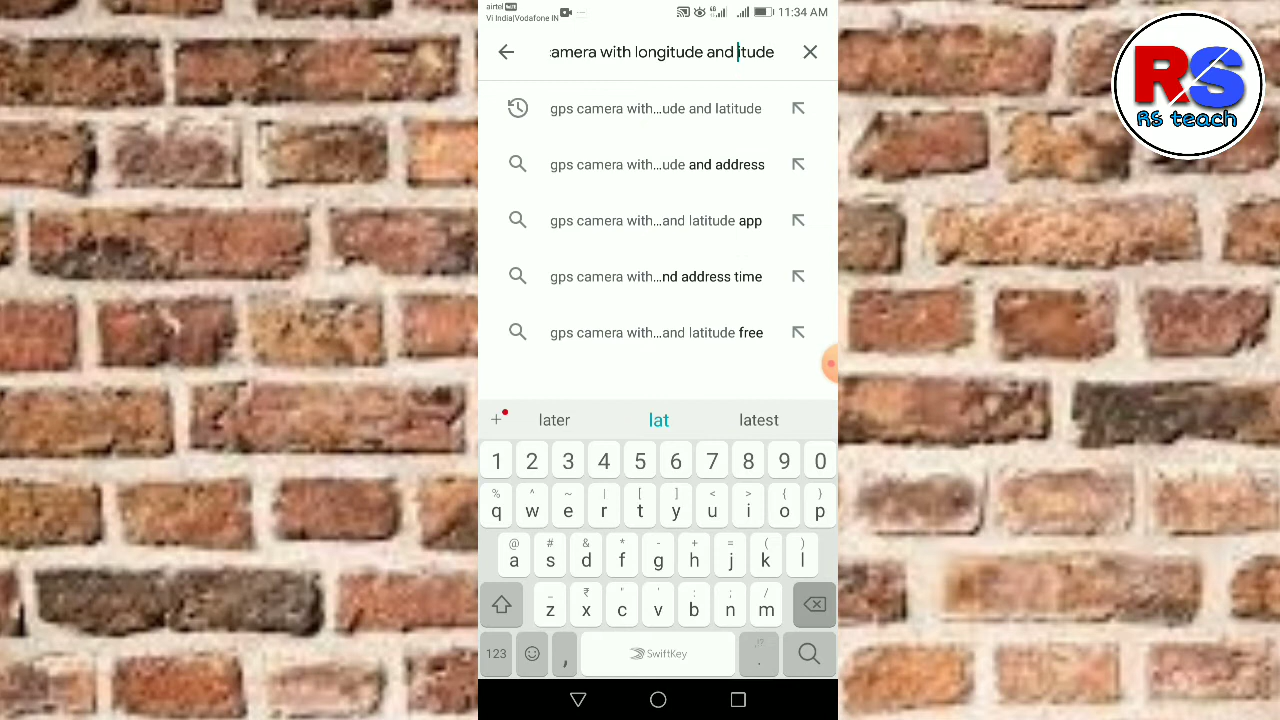 airtel
Vi India|Vodafone IN
11:34 AM
camera with longitude and itude
gps camera with...ude and latitude
gps camera with...ude and address
gps camera with...and latitude app
gps camera with...nd address time
gps camera with...and latitude free
later lat latest
1 2 3 4 5 6 7 8 9 0
% ^ ~ | [ ] < > { }
q w e r t y u i o p
@ # & * - + = ( )
a s d f g h j k l
_ ₹ " ' : ; /
z x c v b n m
123 , SwiftKey !? .
RS
RS teach